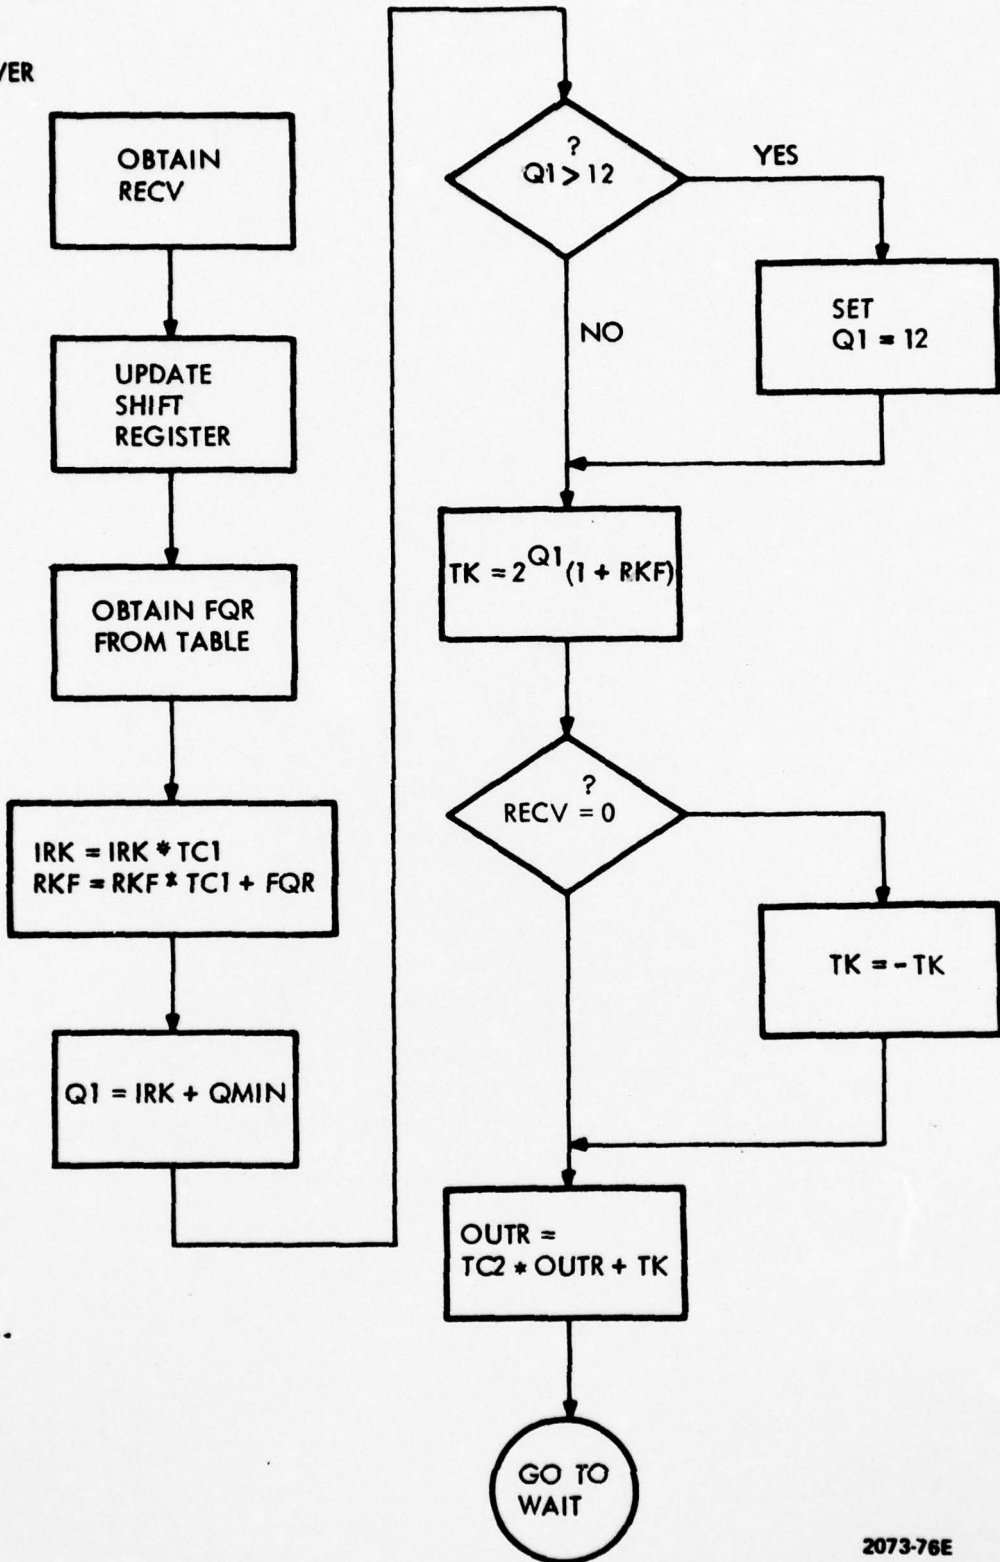 OBTAIN
RECV
UPDATE
SHIFT
REGISTER
OBTAIN FQR
FROM TABLE
IRK = IRK * TC1
RKF = RKF * TC1 + FQR
Q1 = IRK + QMIN
?
Q1 > 12
YES
NO
SET
Q1 = 12
TK = 2^Q1 (1 + RKF)
?
RECV = 0
TK = - TK
OUTR =
TC2 * OUTR + TK
GO TO
WAIT
2073-76E